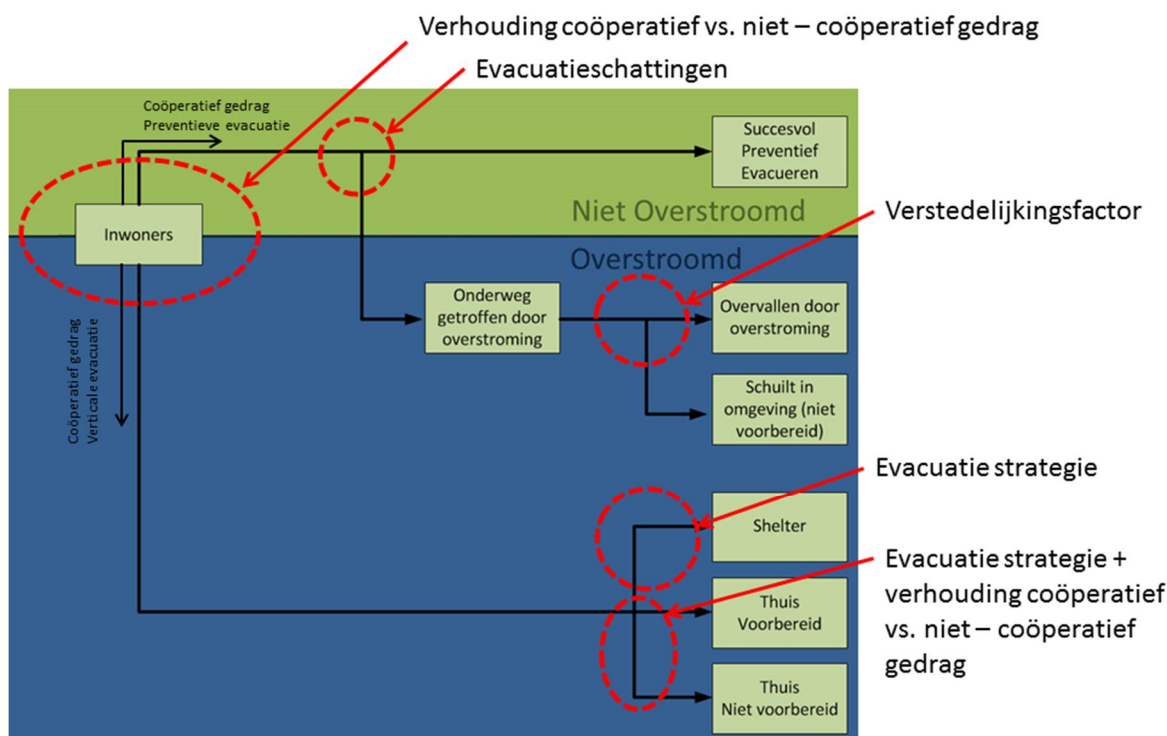 Verhouding coöperatief vs. niet – coöperatief gedrag
Evacuatieschattingen
Coöperatief gedrag
Preventieve evacuatie
Succesvol
Preventief
Evacueren
Niet Overstroomd
Verstedelijkingsfactor
Inwoners
Overstroomd
Onderweg
getroffen door
overstroming
Overvallen door
overstroming
Coöperatief gedrag
Verticale evacuatie
Schuilt in
omgeving (niet
voorbereid)
Evacuatie strategie
Shelter
Evacuatie strategie +
verhouding coöperatief
vs. niet – coöperatief
gedrag
Thuis
Voorbereid
Thuis
Niet voorbereid